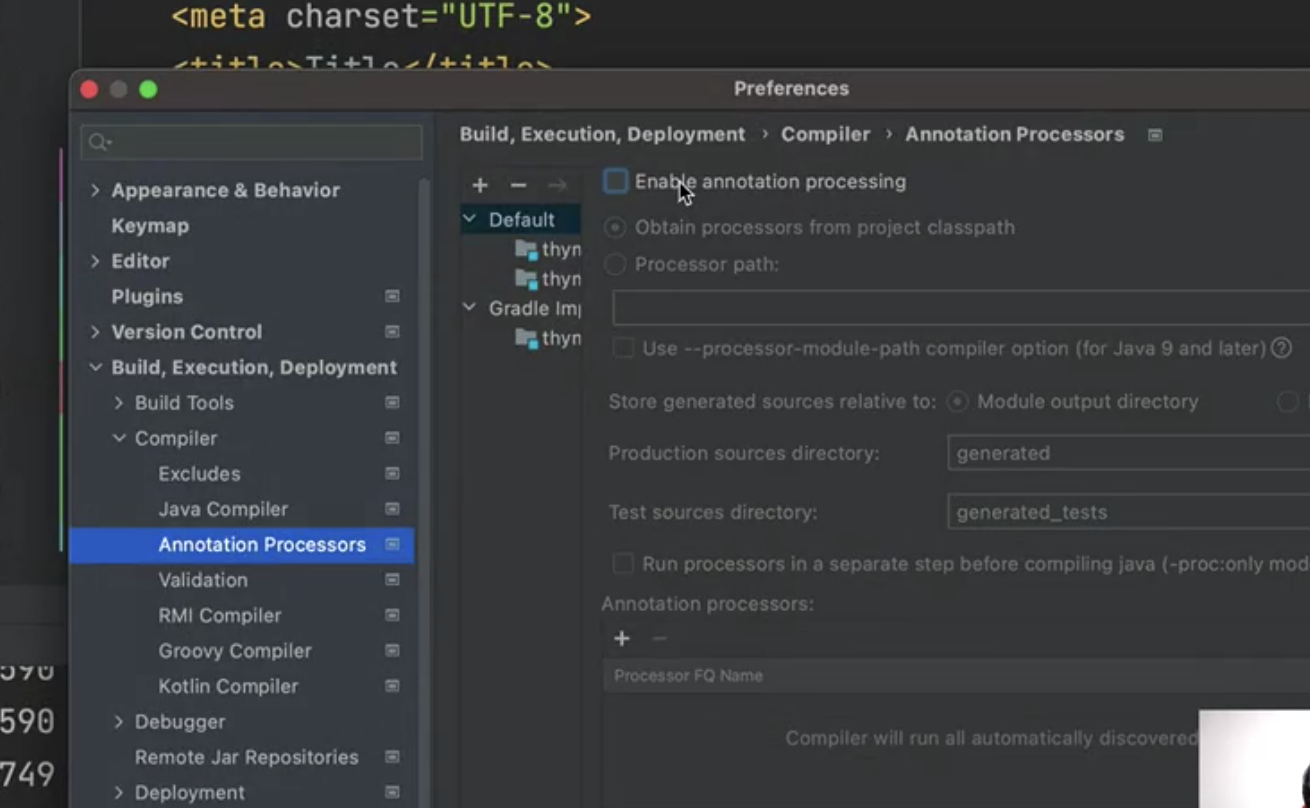 <meta charset="UTF-8">
<title>Title</title>
Preferences
Appearance & Behavior
Keymap
Editor
Plugins
Version Control
Build, Execution, Deployment
Build Tools
Compiler
Excludes
Java Compiler
Annotation Processors
Validation
RMI Compiler
Groovy Compiler
Kotlin Compiler
Debugger
Remote Jar Repositories
Deployment
Build, Execution, Deployment › Compiler › Annotation Processors
Default
thyn
thyn
Gradle Imp
thyn
Enable annotation processing
Obtain processors from project classpath
Processor path:
Use --processor-module-path compiler option (for Java 9 and later)
Store generated sources relative to: Module output directory
Production sources directory: generated
Test sources directory: generated_tests
Run processors in a separate step before compiling java (-proc:only mod
Annotation processors:
Processor FQ Name
Compiler will run all automatically discovered
590
590
749